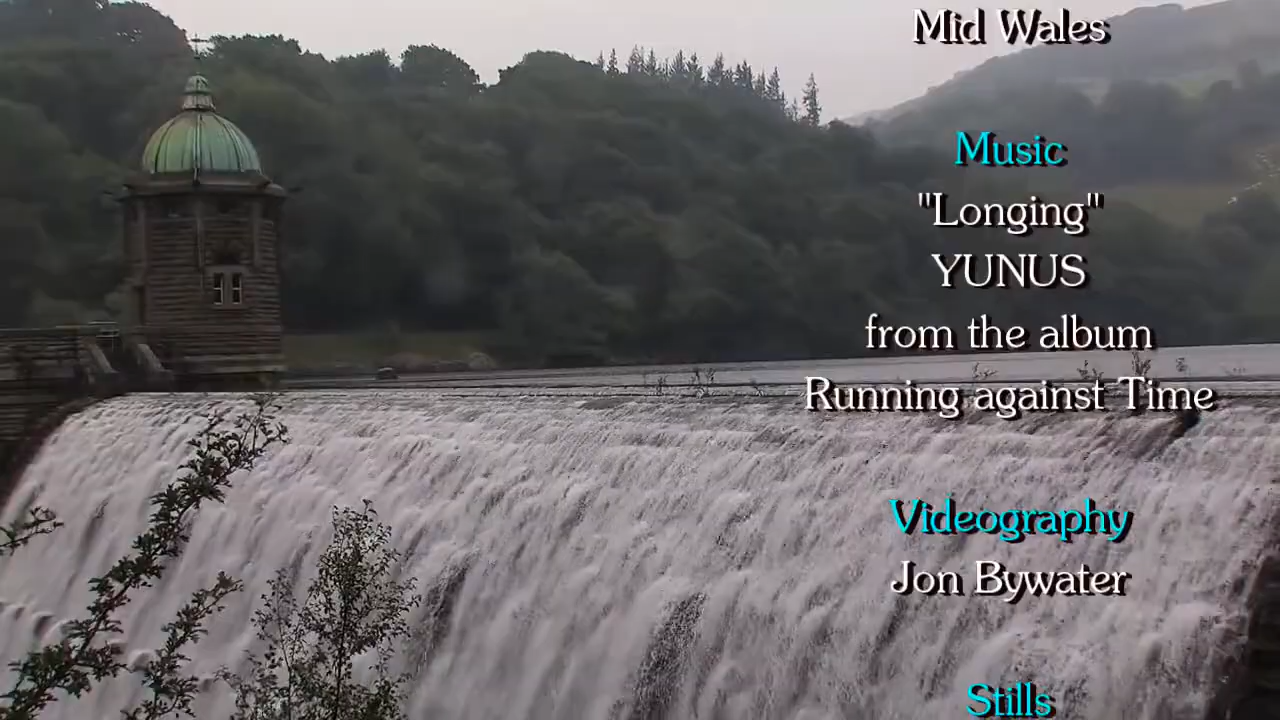 Mid Wales
Music
"Longing"
YUNUS
from the album
Running against Time
Videography
Jon Bywater
Stills